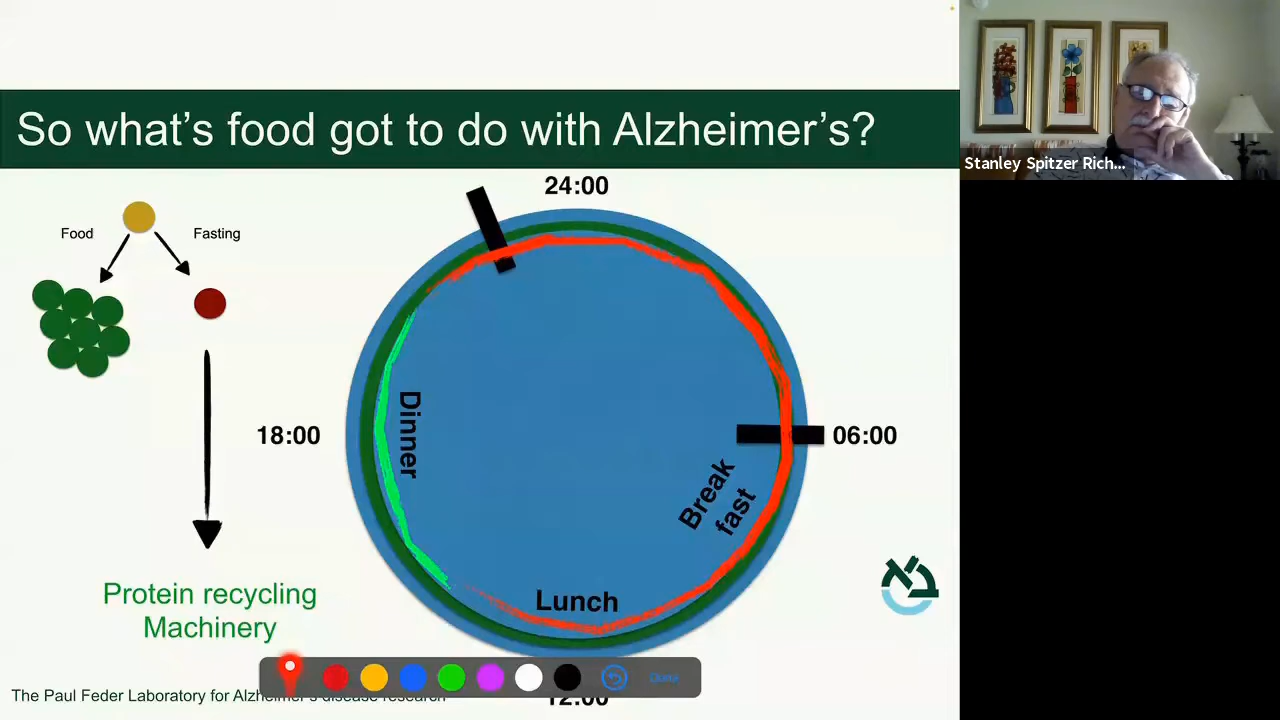 So what's food got to do with Alzheimer's?
Stanley Spitzer Rich...
24:00
Food
Fasting
Dinner
18:00
06:00
Break
fast
Lunch
Protein recycling
Machinery
Done
The Paul Feder Laboratory for Alzheimer's disease research
12:00